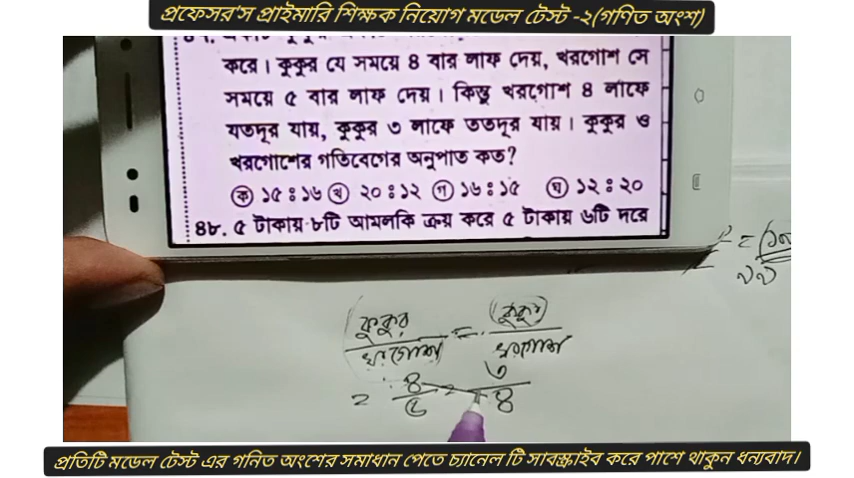 প্রফেসর'স প্রাইমারি শিক্ষক নিয়োগ মডেল টেস্ট -২(গণিত অংশ)
করে। কুকুর যে সময়ে ৪ বার লাফ দেয়, খরগোশ সে
সময়ে ৫ বার লাফ দেয়। কিন্তু খরগোশ ৪ লাফে
যতদূর যায়, কুকুর ৩ লাফে ততদূর যায়। কুকুর ও
খরগোশের গতিবেগের অনুপাত কত?
ক ১৫ : ১৬ খ ২০ : ১২ গ ১৬ : ১৫ ঘ ১২ : ২০
৪৮. ৫ টাকায় ৮টি আমলকি ক্রয় করে ৫ টাকায় ৬টি দরে
কুকুর = কুকুর
খরগোশ খরগোশ
= ৪ = ৩
৫ ৪
প্রতিটি মডেল টেস্ট এর গনিত অংশের সমাধান পেতে চ্যানেল টি সাবস্ক্রাইব করে পাশে থাকুন ধন্যবাদ।